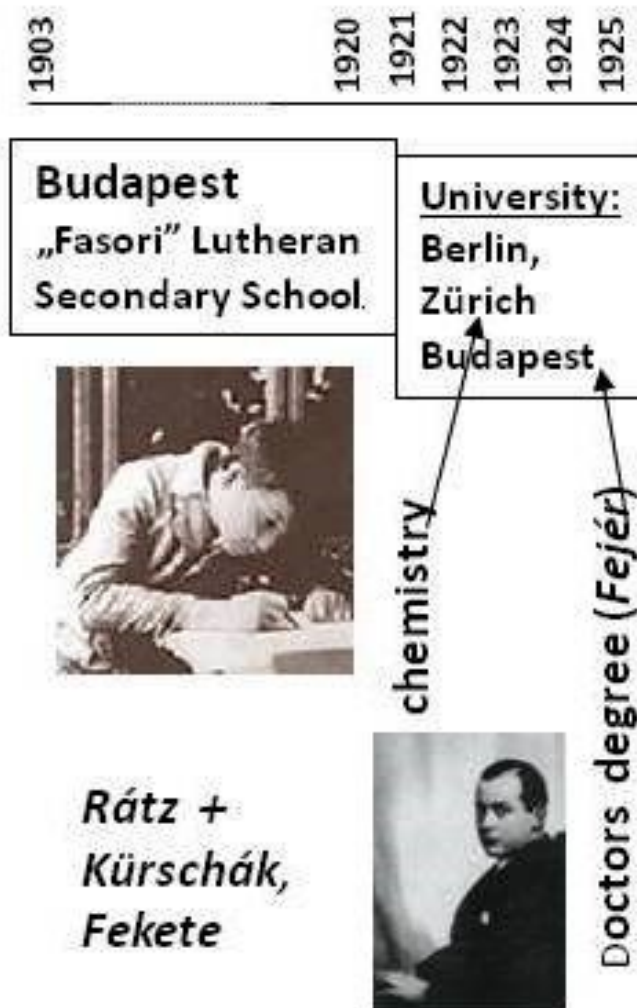 1903 1920 1921 1922 1923 1924 1925
Budapest
„Fasori” Lutheran
Secondary School.
University:
Berlin,
Zürich
Budapest
chemistry
Doctors degree (Fejér)
Rátz +
Kürschák,
Fekete